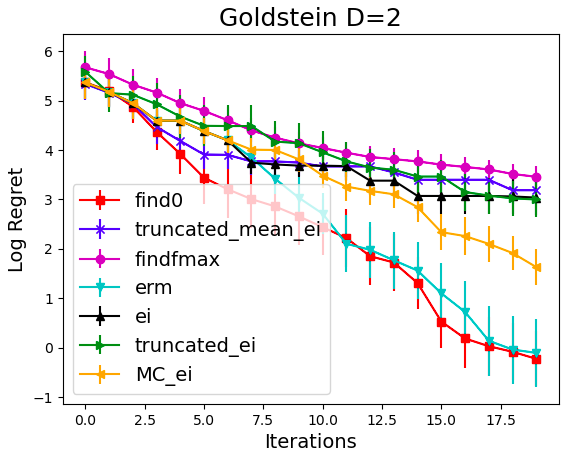 Goldstein D=2
Log Regret
6
5
4
3
2
1
0
−1
find0
truncated_mean_ei
findfmax
erm
ei
truncated_ei
MC_ei
0.0 2.5 5.0 7.5 10.0 12.5 15.0 17.5
Iterations